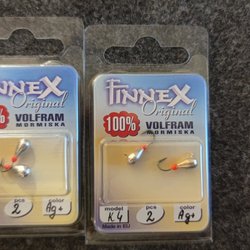 FINNEX
Original
VOLFRAM
MORMISKA
2
Ag+
pcs
color
FINNEX
Original
100%
VOLFRAM
MORMISKA
K4
2
Ag+
model
pcs
color
Made in EU